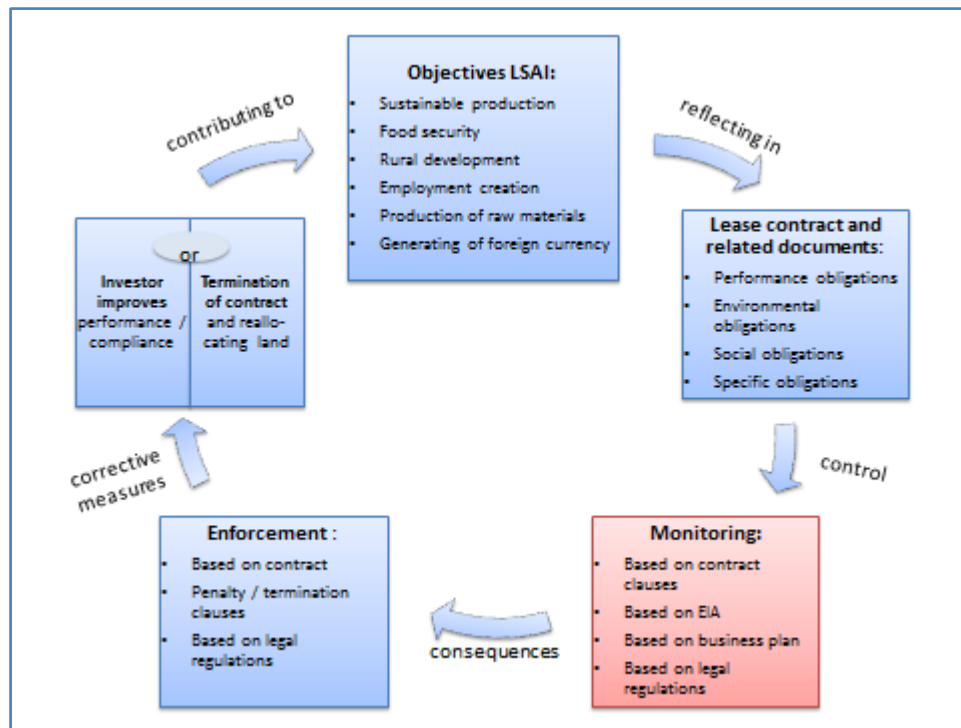 Objectives LSAI:
▪ Sustainable production
▪ Food security
▪ Rural development
▪ Employment creation
▪ Production of raw materials
▪ Generating of foreign currency
reflecting in
Lease contract and
related documents:
▪ Performance obligations
▪ Environmental
obligations
▪ Social obligations
▪ Specific obligations
control
Monitoring:
▪ Based on contract
clauses
▪ Based on EIA
▪ Based on business plan
▪ Based on legal
regulations
consequences
Enforcement :
▪ Based on contract
▪ Penalty / termination
clauses
▪ Based on legal
regulations
corrective
measures
or
Investor
improves
performance /
compliance
Termination
of contract
and reallo-
cating land
contributing to